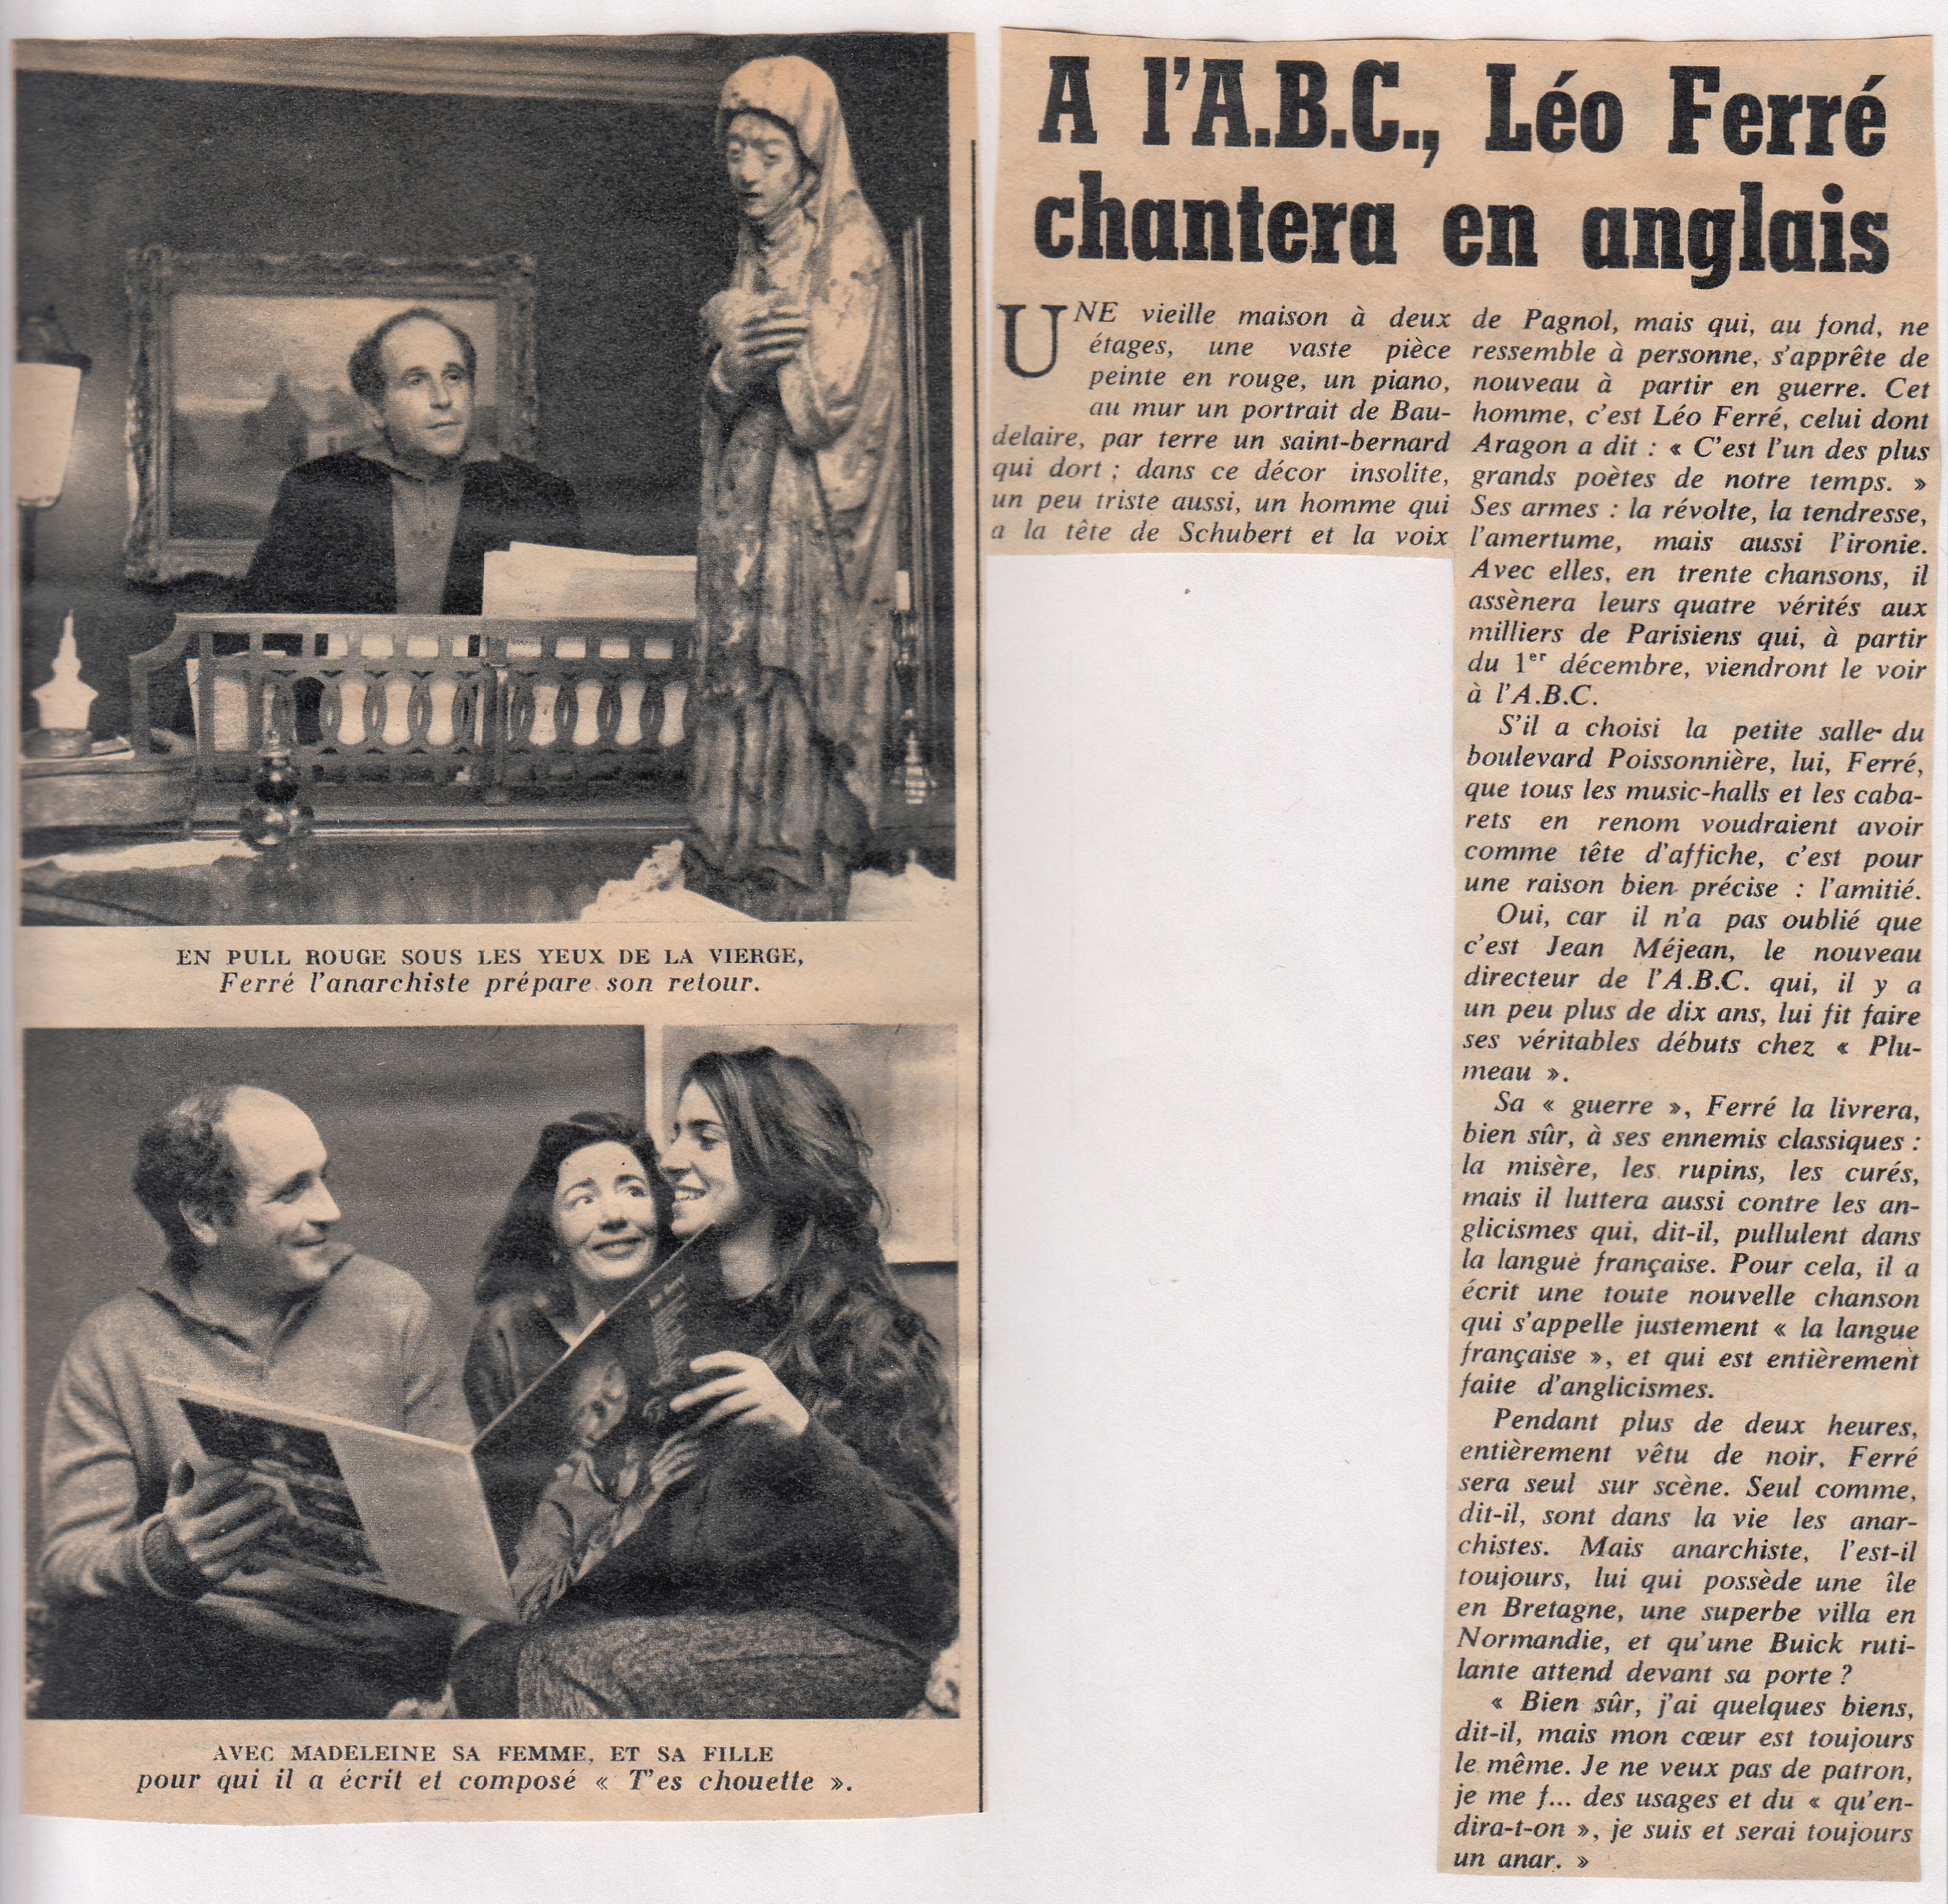 A l'A.B.C., Léo Ferré
chantera en anglais
UNE vieille maison à deux
étages, une vaste pièce
peinte en rouge, un piano,
au mur un portrait de Bau-
delaire, par terre un saint-bernard
qui dort ; dans ce décor insolite,
un peu triste aussi, un homme qui
a la tête de Schubert et la voix
de Pagnol, mais qui, au fond, ne
ressemble à personne, s'apprête de
nouveau à partir en guerre. Cet
homme, c'est Léo Ferré, celui dont
Aragon a dit : « C'est l'un des plus
grands poètes de notre temps. »
Ses armes : la révolte, la tendresse,
l'amertume, mais aussi l'ironie.
Avec elles, en trente chansons, il
assènera leurs quatre vérités aux
milliers de Parisiens qui, à partir
du 1er décembre, viendront le voir
à l'A.B.C.
S'il a choisi la petite salle du
boulevard Poissonnière, lui, Ferré,
que tous les music-halls et les caba-
rets en renom voudraient avoir
comme tête d'affiche, c'est pour
une raison bien précise : l'amitié.
Oui, car il n'a pas oublié que
c'est Jean Méjean, le nouveau
directeur de l'A.B.C. qui, il y a
un peu plus de dix ans, lui fit faire
ses véritables débuts chez « Plu-
meau ».
Sa « guerre », Ferré la livrera,
bien sûr, à ses ennemis classiques :
la misère, les rupins, les curés,
mais il luttera aussi contre les an-
glicismes qui, dit-il, pullulent dans
la langue française. Pour cela, il a
écrit une toute nouvelle chanson
qui s'appelle justement « la langue
française », et qui est entièrement
faite d'anglicismes.
Pendant plus de deux heures,
entièrement vêtu de noir, Ferré
sera seul sur scène. Seul comme,
dit-il, sont dans la vie les anar-
chistes. Mais anarchiste, l'est-il
toujours, lui qui possède une île
en Bretagne, une superbe villa en
Normandie, et qu'une Buick ruti-
lante attend devant sa porte ?
« Bien sûr, j'ai quelques biens,
dit-il, mais mon cœur est toujours
le même. Je ne veux pas de patron,
je me f... des usages et du « qu'en-
dira-t-on », je suis et serai toujours
un anar. »
EN PULL ROUGE SOUS LES YEUX DE LA VIERGE,
Ferré l'anarchiste prépare son retour.
AVEC MADELEINE SA FEMME, ET SA FILLE
pour qui il a écrit et composé « T'es chouette ».